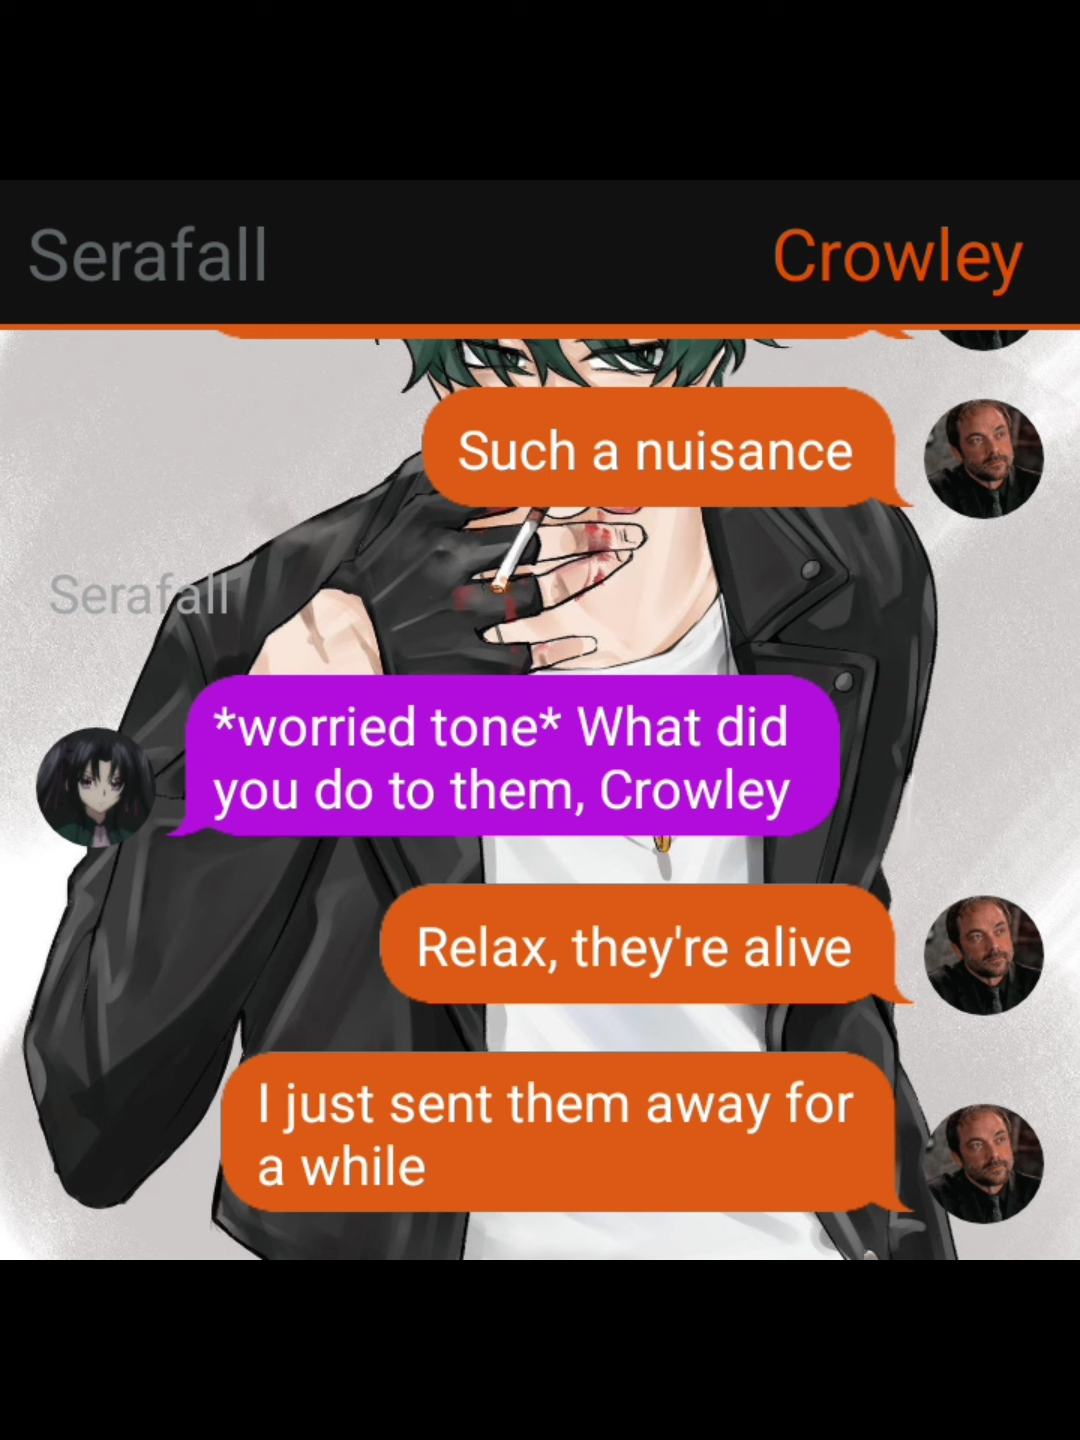 Serafall
Crowley
Such a nuisance
Serafall
*worried tone* What did
you do to them, Crowley
Relax, they're alive
I just sent them away for
a while